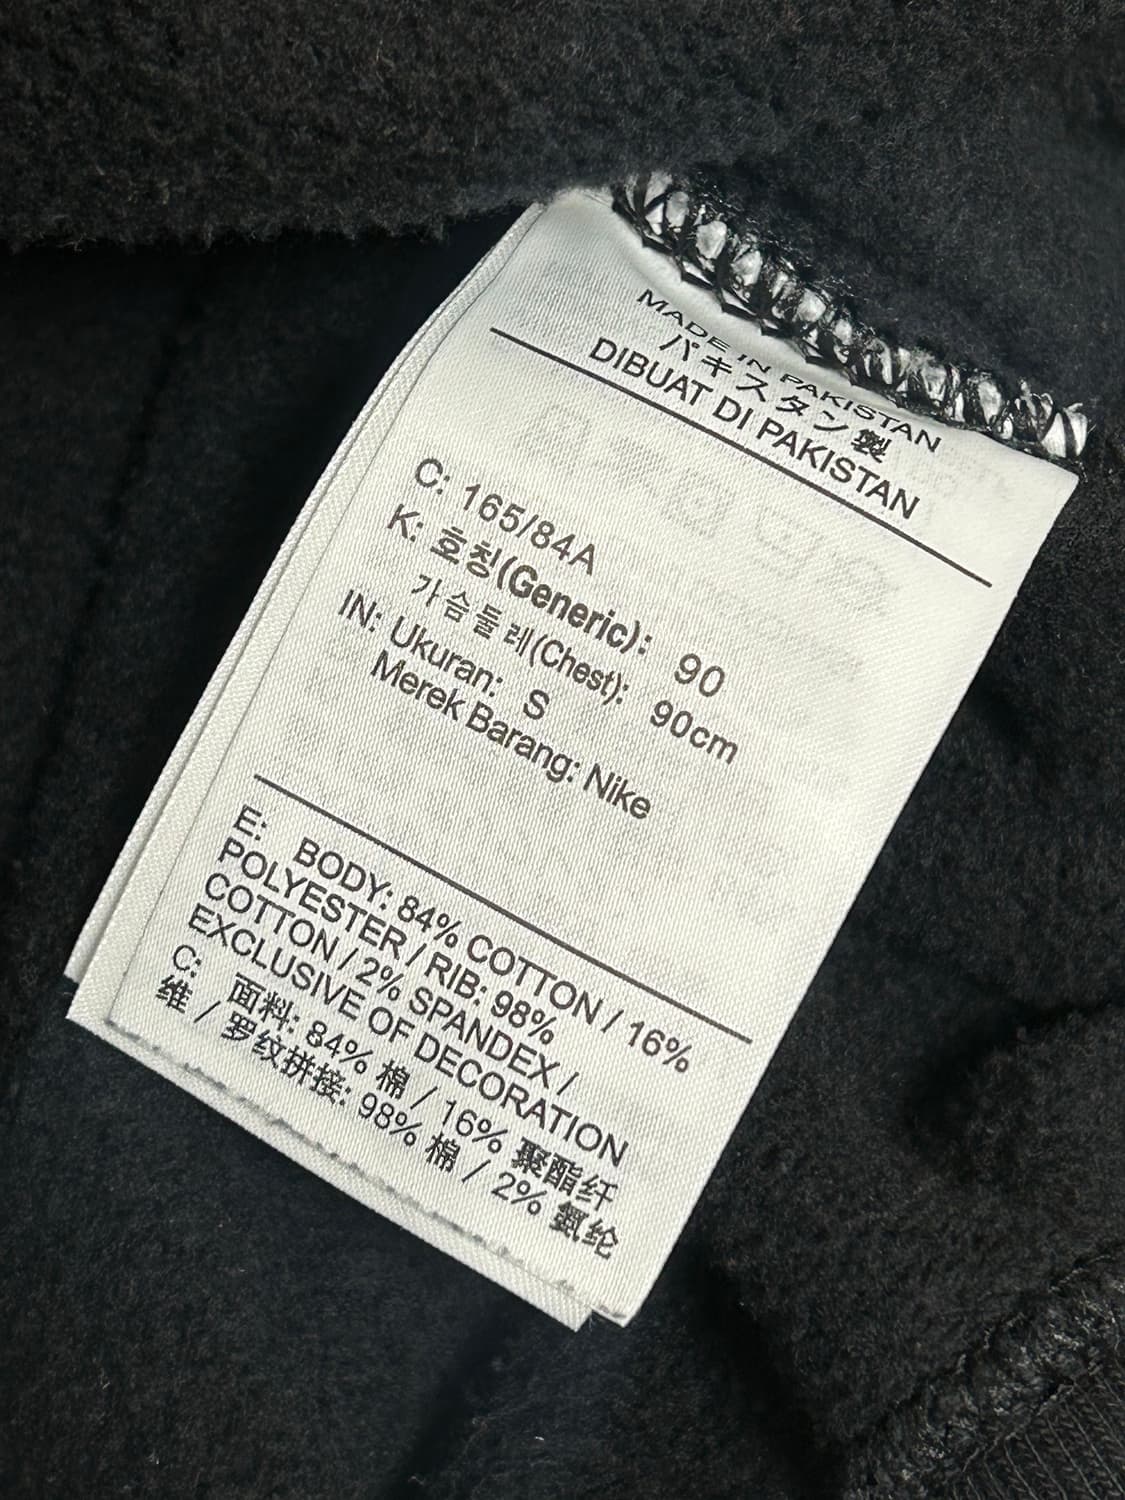 MADE IN PAKISTAN
パキスタン製
DIBUAT DI PAKISTAN
C: 165/84A
K: 호칭(Generic): 90
가슴둘레(Chest): 90cm
IN: Ukuran: S
Merek Barang: Nike
E: BODY: 84% COTTON / 16%
POLYESTER / RIB: 98%
COTTON / 2% SPANDEX /
EXCLUSIVE OF DECORATION
C: 面料: 84% 棉 / 16% 聚酯纤
维 / 罗纹拼接: 98% 棉 / 2% 氨纶